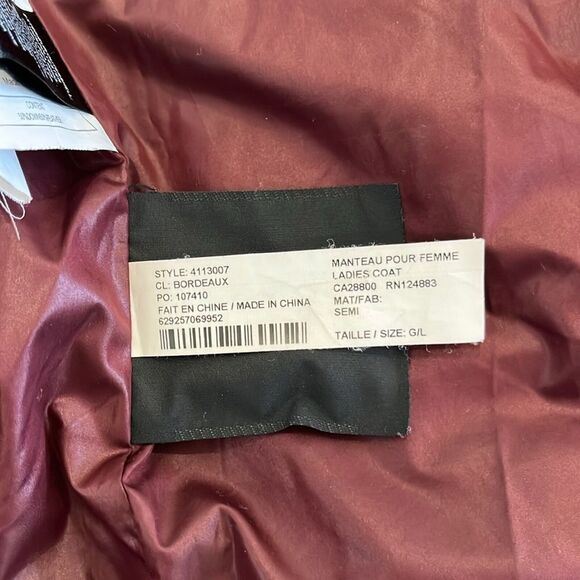 STYLE: 4113007
CL: BORDEAUX
PO: 107410
FAIT EN CHINE / MADE IN CHINA
629257069952
MANTEAU POUR FEMME
LADIES COAT
CA28800 RN124883
MAT/FAB:
SEMI
TAILLE / SIZE: G/L